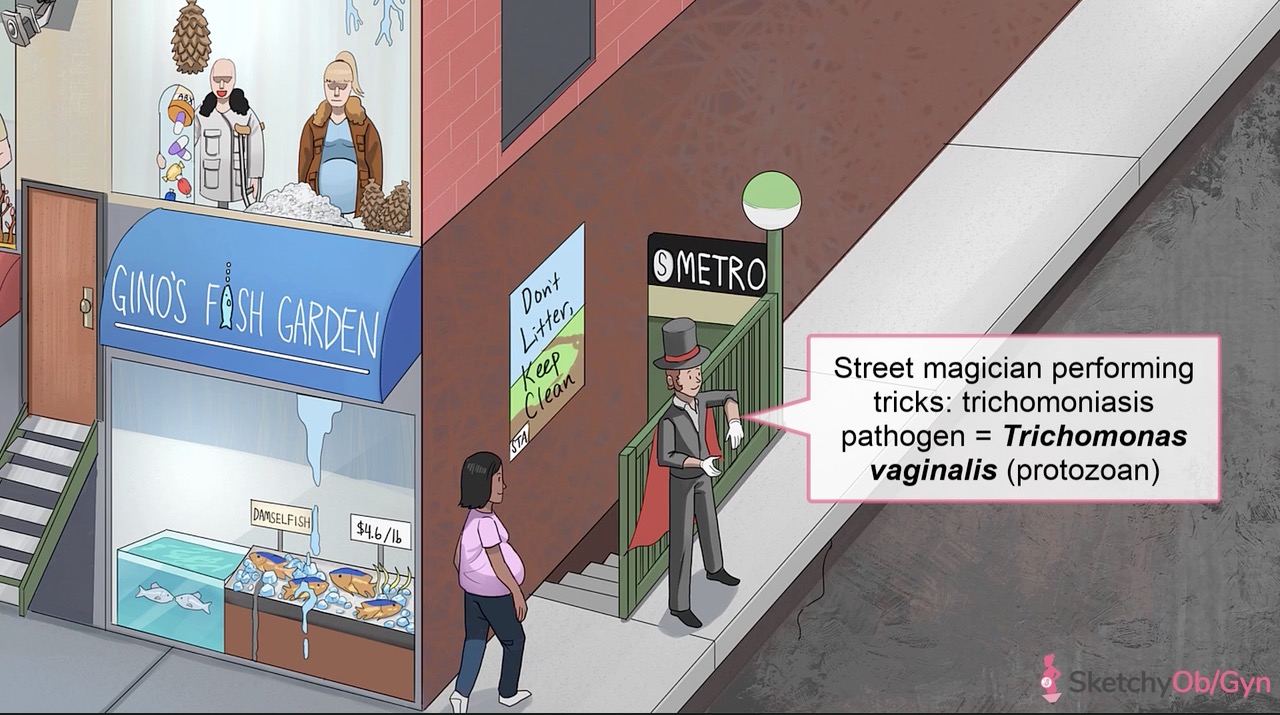 ABX
GINO'S FISH GARDEN
DAMSELFISH
$4.6/lb
Don't
Litter,
Keep
Clean
STA
S METRO
Street magician performing
tricks: trichomoniasis
pathogen = Trichomonas
vaginalis (protozoan)
SketchyOb/Gyn